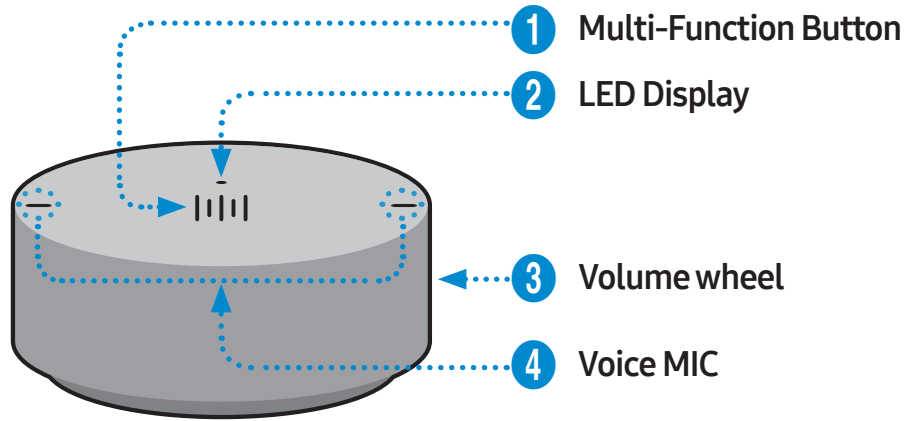 1 Multi-Function Button
2 LED Display
3 Volume wheel
4 Voice MIC